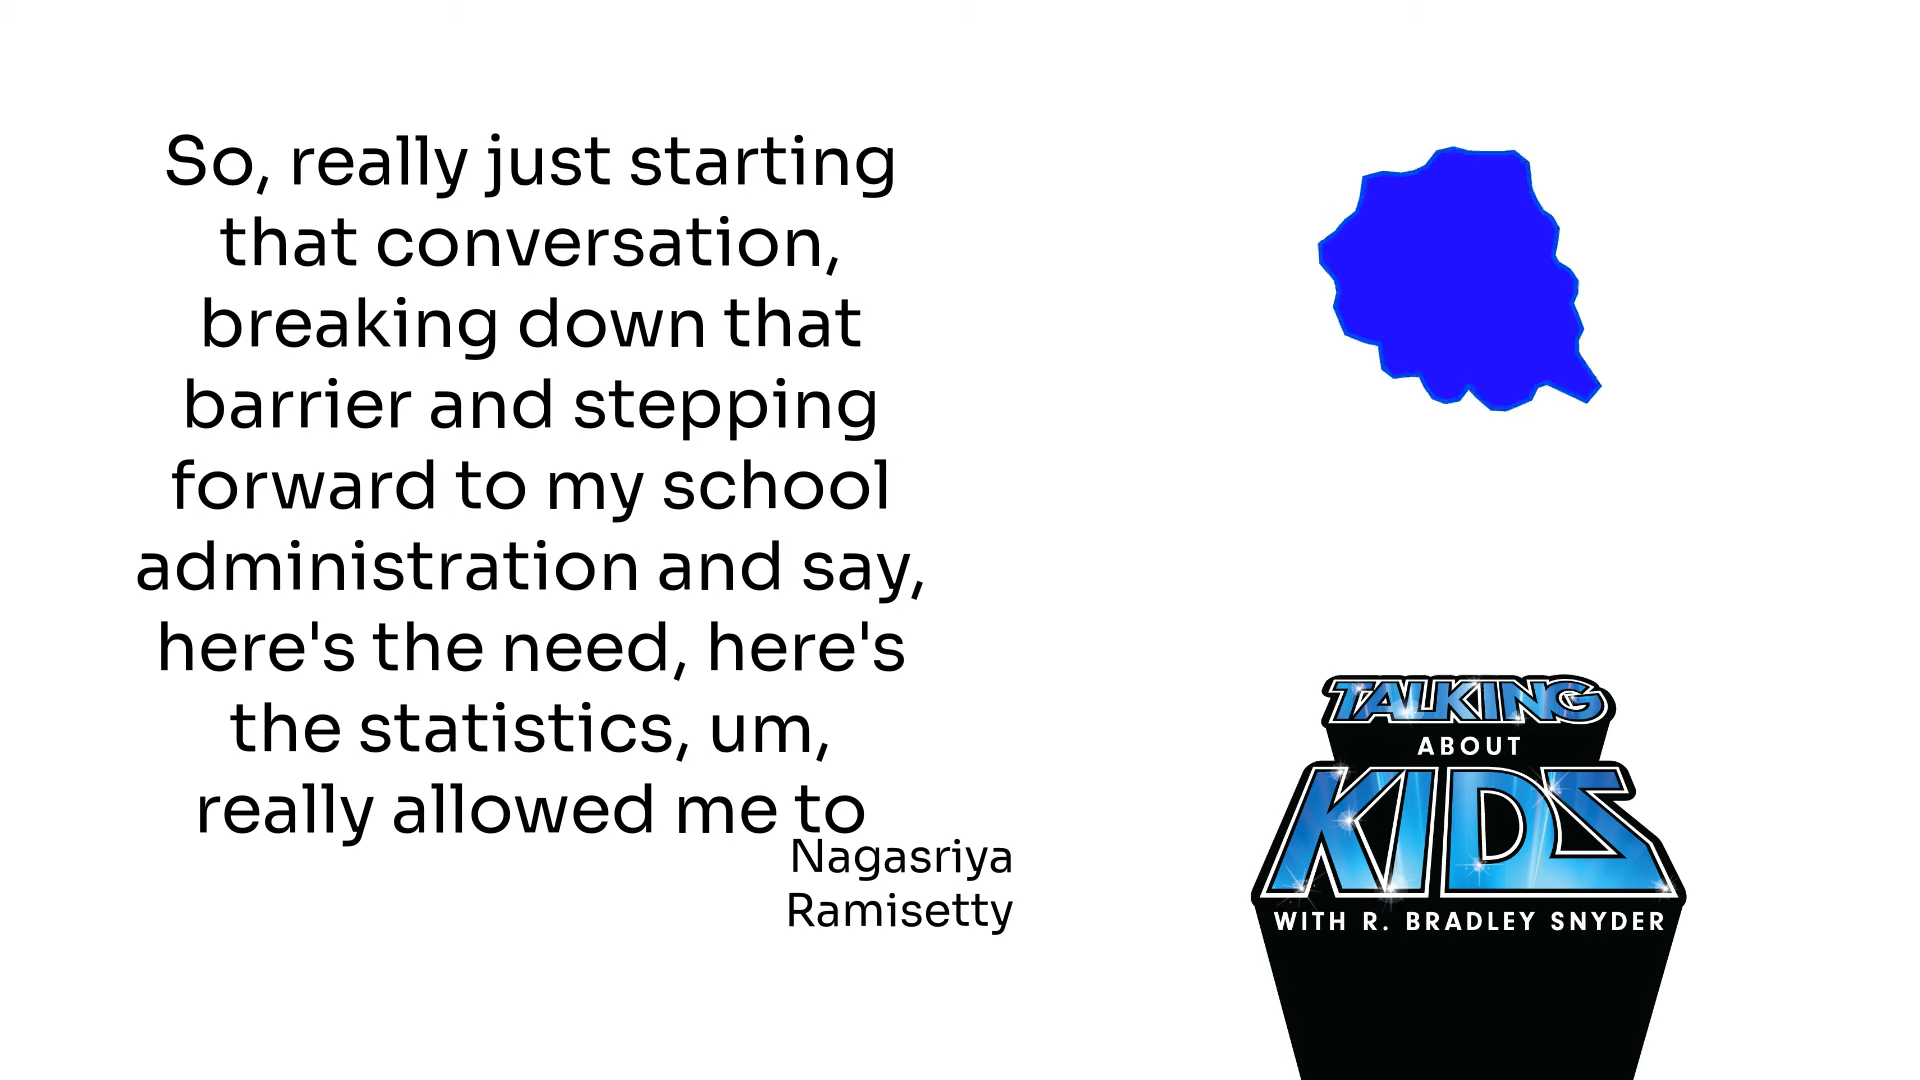 So, really just starting
that conversation,
breaking down that
barrier and stepping
forward to my school
administration and say,
here's the need, here's
the statistics, um,
really allowed me to
Nagasriya
Ramisetty
TALKING
ABOUT
KIDS
WITH R. BRADLEY SNYDER